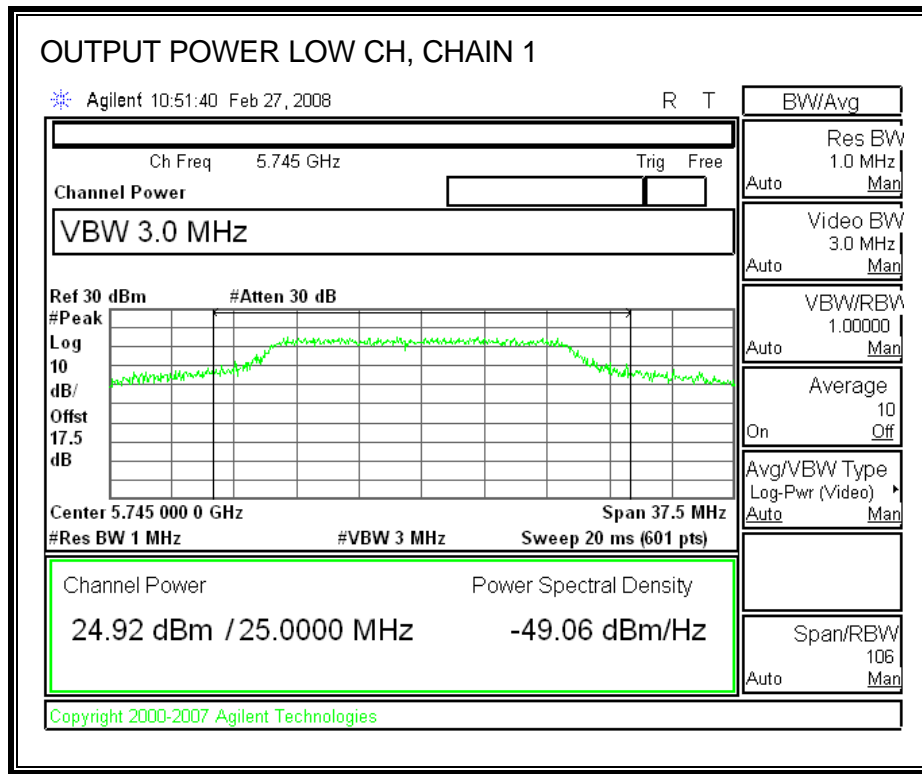 OUTPUT POWER LOW CH, CHAIN 1
Agilent 10:51:40 Feb 27, 2008 R T
BW/Avg
Ch Freq 5.745 GHz Trig Free
Channel Power
VBW 3.0 MHz
Ref 30 dBm #Atten 30 dB
#Peak
Log
10
dB/
Offst
17.5
dB
Center 5.745 000 0 GHz Span 37.5 MHz
#Res BW 1 MHz #VBW 3 MHz Sweep 20 ms (601 pts)
Channel Power Power Spectral Density
24.92 dBm / 25.0000 MHz -49.06 dBm/Hz
Res BW
1.0 MHz
Auto Man
Video BW
3.0 MHz
Auto Man
VBW/RBW
1.00000
Auto Man
Average
10
On Off
Avg/VBW Type
Log-Pwr (Video)
Auto Man
Span/RBW
106
Auto Man
Copyright 2000-2007 Agilent Technologies